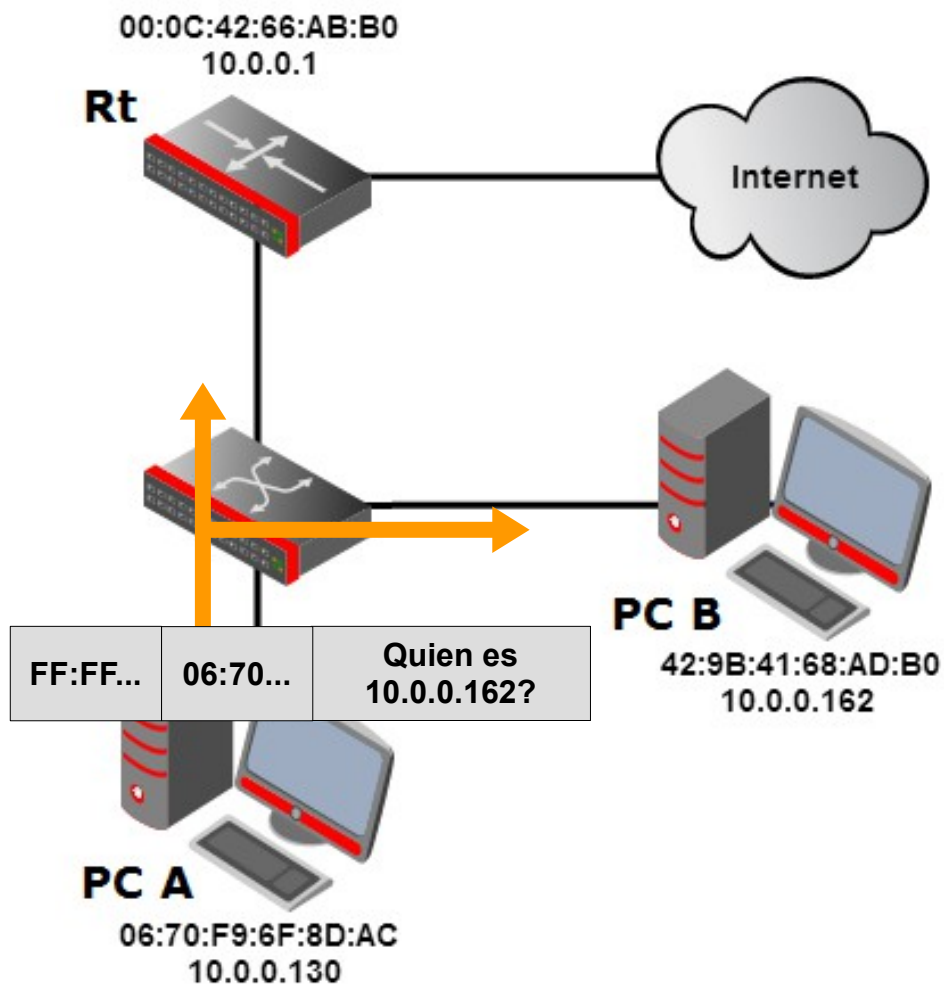 00:0C:42:66:AB:B0
10.0.0.1
Rt
Internet
PC B
42:9B:41:68:AD:B0
10.0.0.162
FF:FF...
06:70...
Quien es
10.0.0.162?
PC A
06:70:F9:6F:8D:AC
10.0.0.130